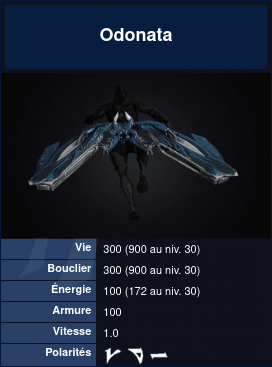 Odonata
Vie 300 (900 au niv. 30)
Bouclier 300 (900 au niv. 30)
Énergie 100 (172 au niv. 30)
Armure 100
Vitesse 1.0
Polarités